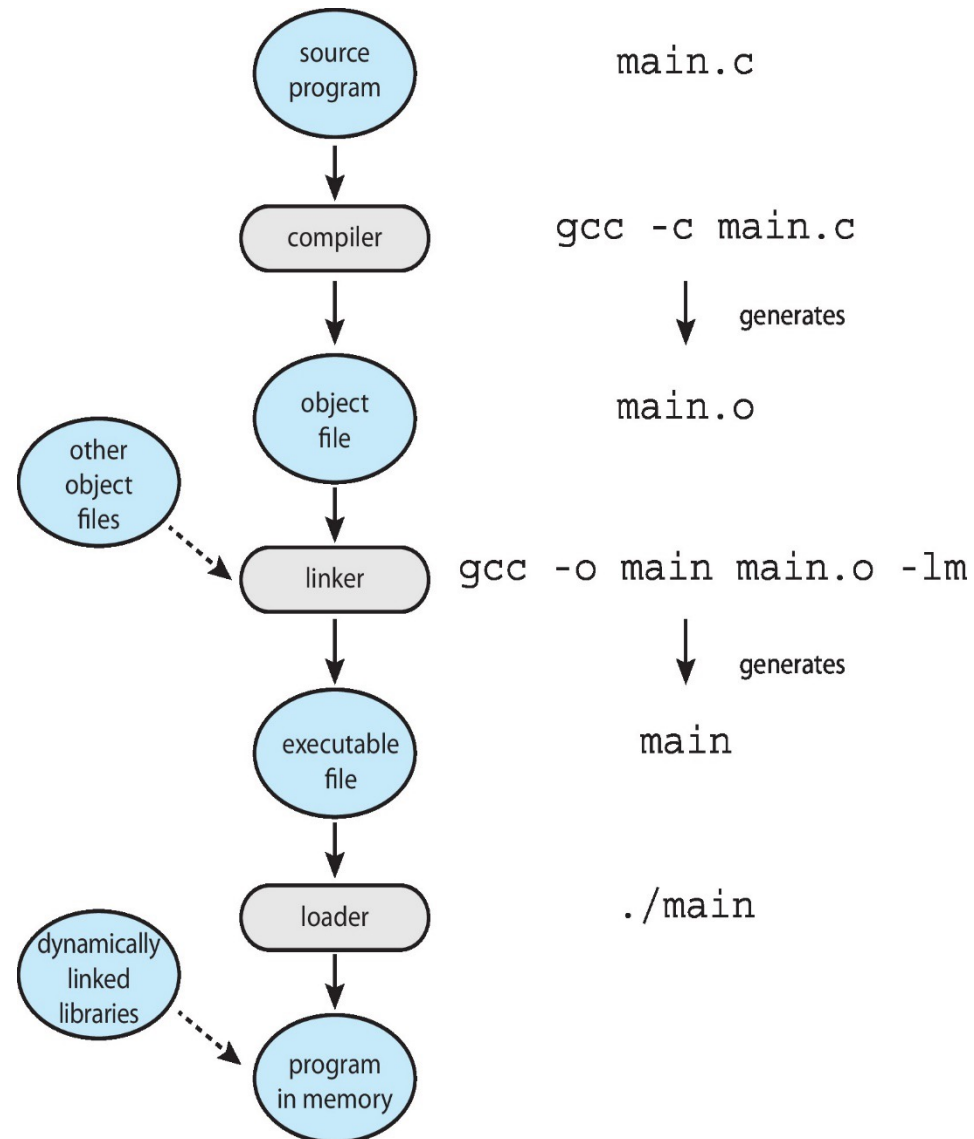 source
program
main.c
compiler
gcc -c main.c
generates
object
file
main.o
other
object
files
linker
gcc -o main main.o -lm
generates
executable
file
main
loader
./main
dynamically
linked
libraries
program
in memory